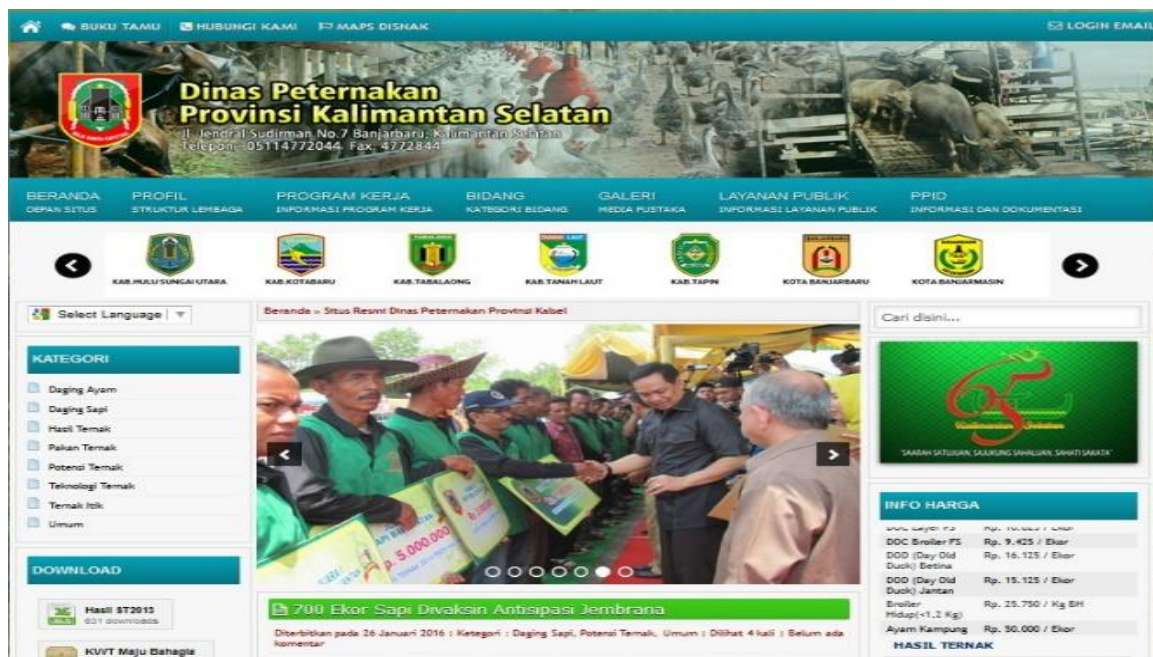 BUKU TAMU HUBUNGI KAMI MAPS DISNAK LOGIN EMAIL
Dinas Peternakan
Provinsi Kalimantan Selatan
Jl. Jendral Sudirman No.7 Banjarbaru, Kalimantan Selatan
Telepon: 05114772044. Fax. 4772844
BERANDA PROFIL PROGRAM KERJA BIDANG GALERI LAYANAN PUBLIK PPID
DEPAN SITUS STRUKTUR LEMBAGA INFORMASI PROGRAM KERJA KATEGORI BIDANG MEDIA PUSTAKA INFORMASI LAYANAN PUBLIK INFORMASI DAN DOKUMENTASI
KAB.HULU SUNGAI UTARA KAB.KOTABARU KAB.TABALAONG KAB.TANAH LAUT KAB.TAPIN KOTA BANJARBARU KOTA BANJARMASIN
Select Language
KATEGORI
Daging Ayam
Daging Sapi
Hasil Ternak
Pakan Ternak
Potensi Ternak
Teknologi Ternak
Ternak Itik
Umum
DOWNLOAD
Hasil ST2013
631 downloads
KWT Maju Bahagia
Beranda » Situs Resmi Dinas Peternakan Provinsi Kalsel
5.000.000
700 Ekor Sapi Divaksin Antisipasi Jembrana
Diterbitkan pada 26 Januari 2016 : Kategori : Daging Sapi, Potensi Ternak, Umum : Dilihat 4 kali : Belum ada
komentar
Cari disini...
65
Kalimantan Selatan
INFO HARGA
DOC Layer FS Rp. 10.625 / Ekor
DOC Broiler FS Rp. 9.425 / Ekor
DOD (Day Old Rp. 16.125 / Ekor
Duck) Betina
DOD (Day Old Rp. 15.125 / Ekor
Duck) Jantan
Broiler Rp. 25.750 / Kg BH
Hidup(<1,2 Kg)
Ayam Kampung Rp. 50.000 / Ekor
HASIL TERNAK